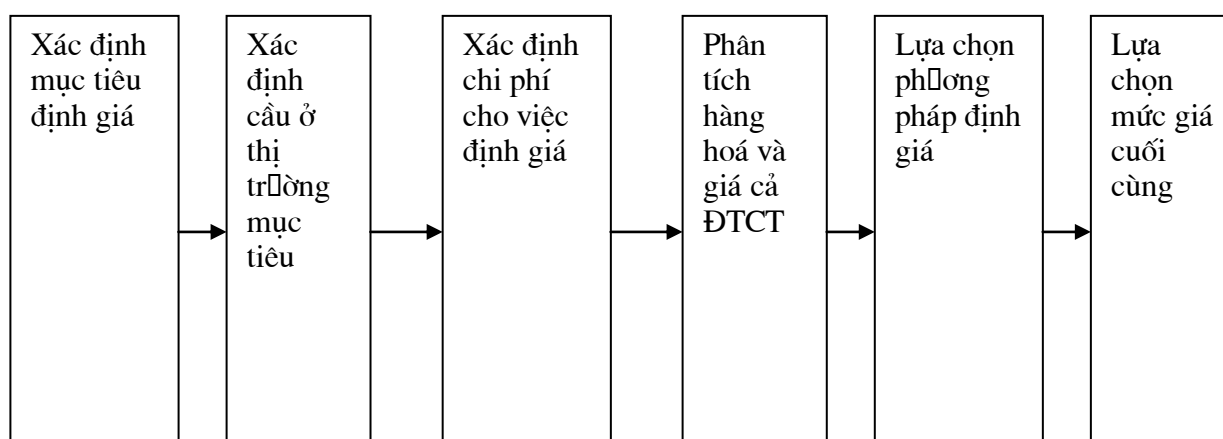 Xác định
mục tiêu
định giá
Xác
định
cầu ở
thị
tr□ờng
mục
tiêu
Xác định
chi phí
cho việc
định giá
Phân
tích
hàng
hoá và
giá cả
ĐTCT
Lựa chọn
ph□ơng
pháp định
giá
Lựa
chọn
mức giá
cuối
cùng